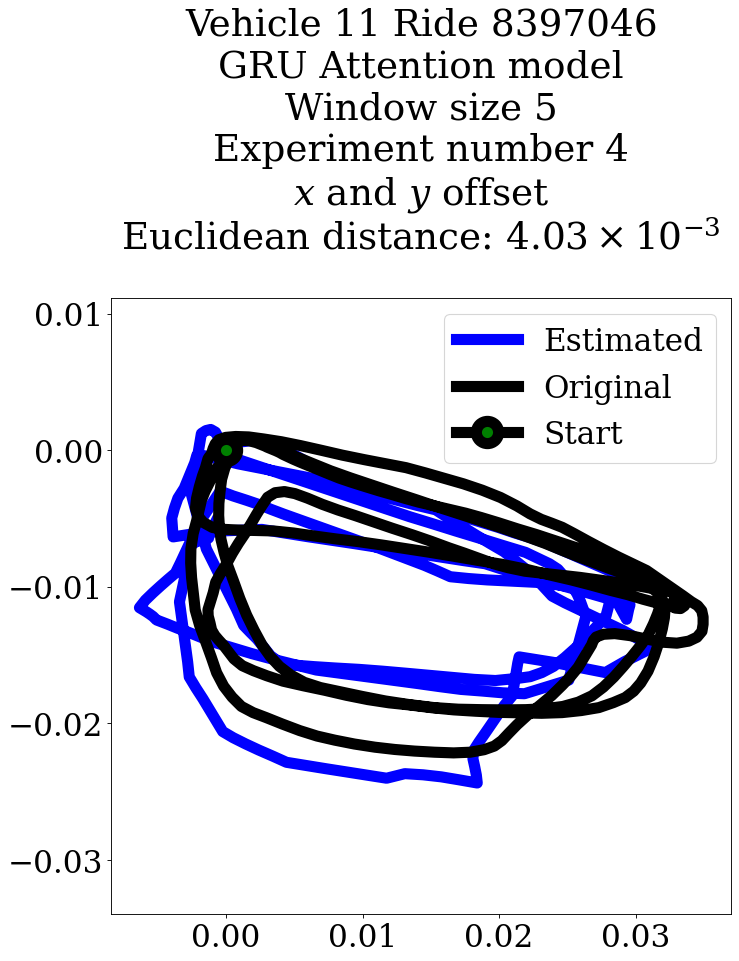 Vehicle 11 Ride 8397046
GRU Attention model
Window size 5
Experiment number 4
x and y offset
Euclidean distance: 4.03 × 10⁻³
0.01
0.00
−0.01
−0.02
−0.03
Estimated
Original
Start
0.00 0.01 0.02 0.03